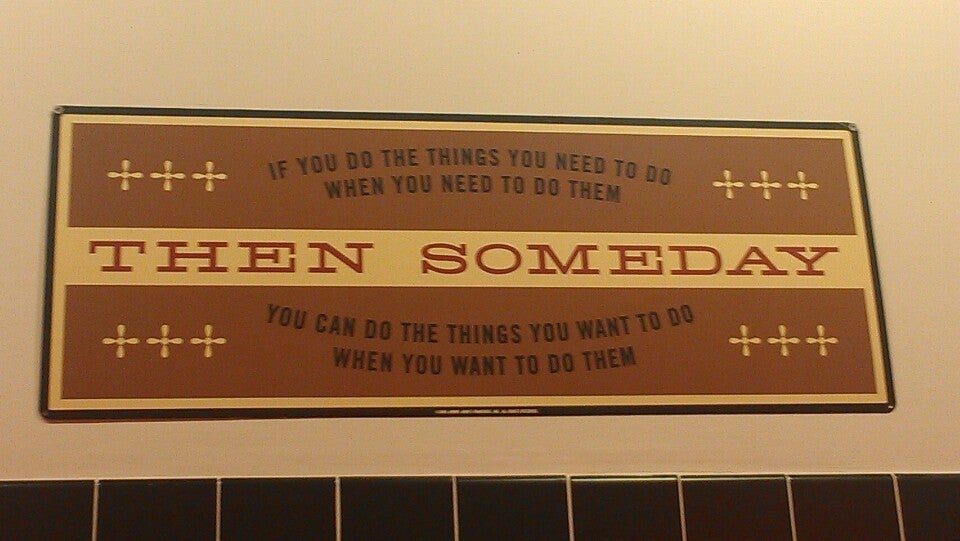 IF YOU DO THE THINGS YOU NEED TO DO
WHEN YOU NEED TO DO THEM
THEN SOMEDAY
YOU CAN DO THE THINGS YOU WANT TO DO
WHEN YOU WANT TO DO THEM